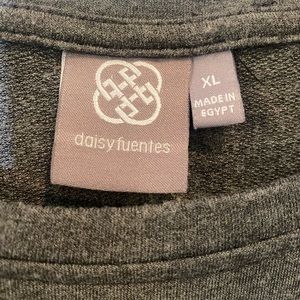 daisyfuentes
XL
MADE IN
EGYPT